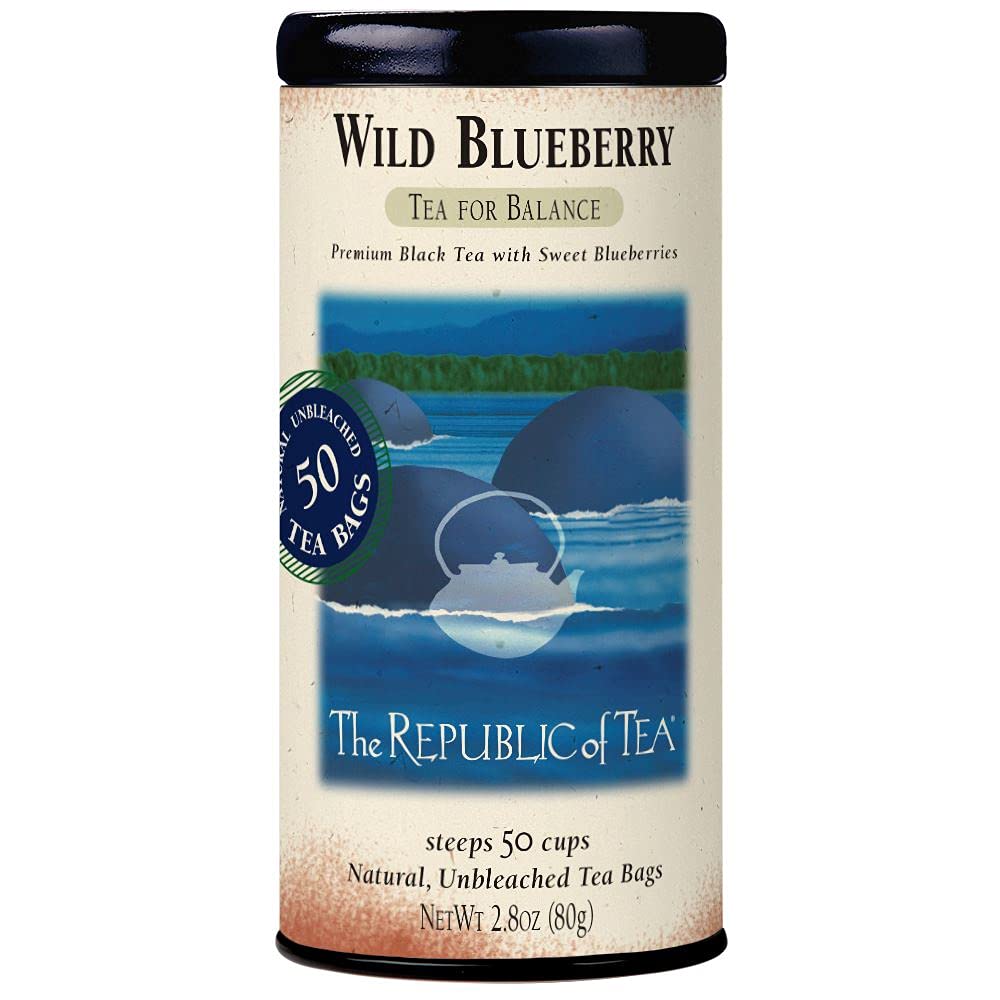 WILD BLUEBERRY
TEA FOR BALANCE
Premium Black Tea with Sweet Blueberries
NATURAL UNBLEACHED
50
TEA BAGS
The REPUBLIC of TEA®
steeps 50 cups
Natural, Unbleached Tea Bags
NETWT 2.8OZ (80g)